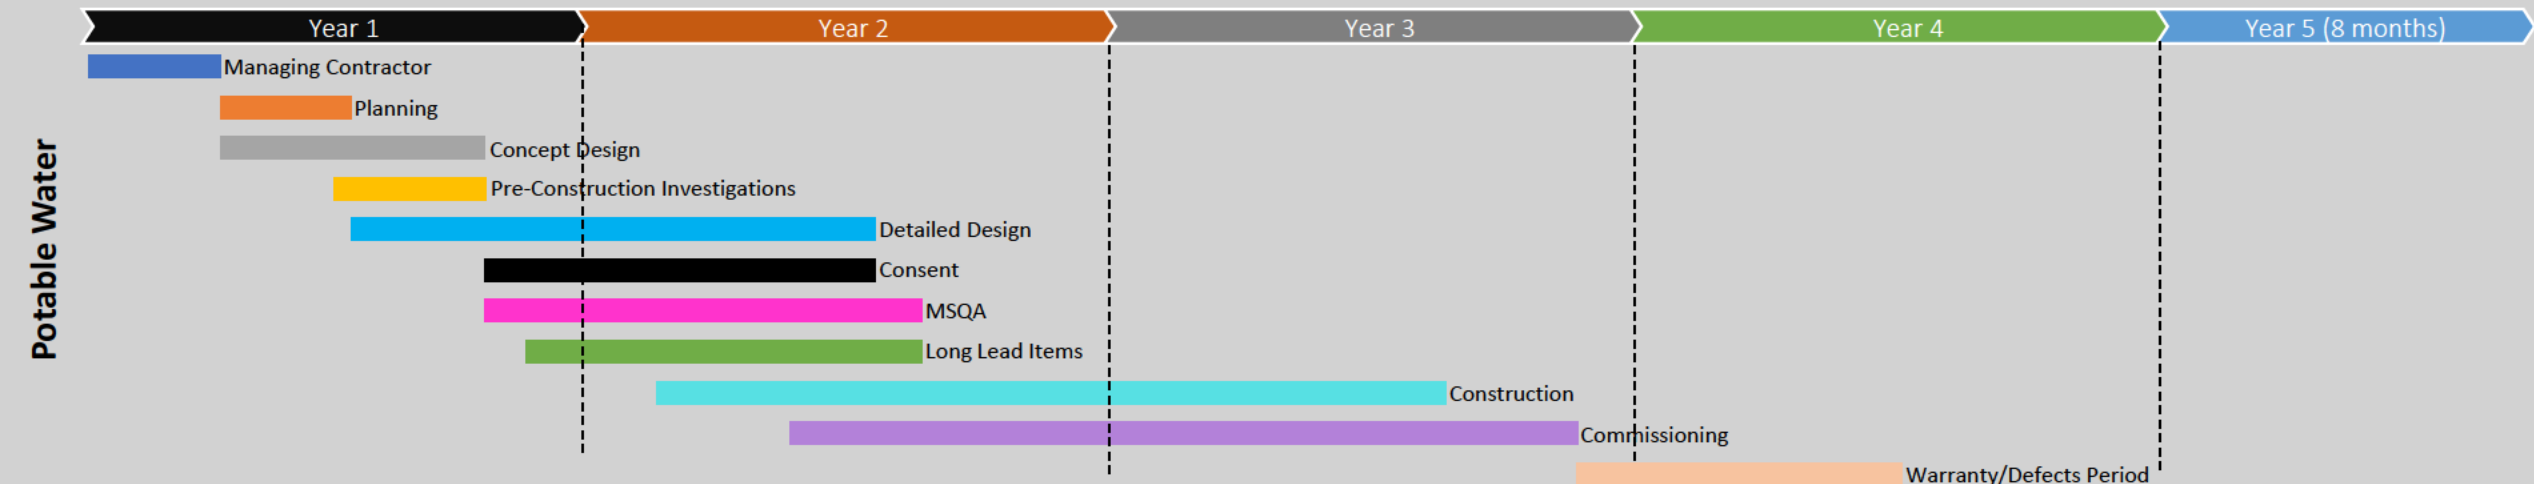 Year 1
Year 2
Year 3
Year 4
Year 5 (8 months)
Potable Water
Managing Contractor
Planning
Concept Design
Pre-Construction Investigations
Detailed Design
Consent
MSQA
Long Lead Items
Construction
Commissioning
Warranty/Defects Period